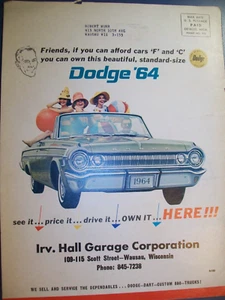 Friends, if you can afford cars 'F' and 'C'
you can own this beautiful, standard-size
Only
Dodge '64
1964
see it... price it... drive it... OWN IT... HERE!!!
Irv. Hall Garage Corporation
109-115 Scott Street—Wausau, Wisconsin
Phone: 845-7238
WE SELL AND SERVICE THE DEPENDABLES... DODGE-DART-CUSTOM 880-TRUCKS!